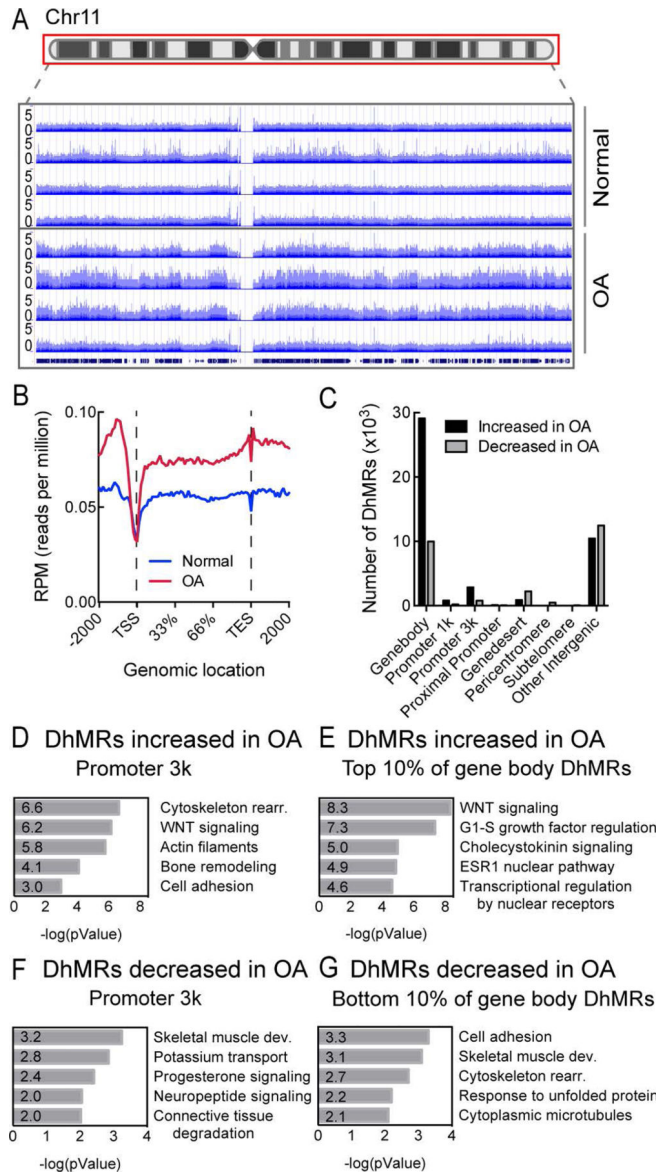 A Chr11
5
0
5
0
5
0
5
0
Normal
5
0
5
0
5
0
5
0
OA
B
0.10
0.05
0.00
RPM (reads per million)
Normal
OA
-2000
TSS
33%
66%
TES
2000
Genomic location
C
30
20
10
0
Number of DhMRs (x10³)
Increased in OA
Decreased in OA
Genebody
Promoter 1k
Promoter 3k
Proximal Promoter
Genedesert
Pericentromere
Subtelomere
Other Intergenic
D DhMRs increased in OA
Promoter 3k
6.6 Cytoskeleton rearr.
6.2 WNT signaling
5.8 Actin filaments
4.1 Bone remodeling
3.0 Cell adhesion
0 2 4 6 8
-log(pValue)
E DhMRs increased in OA
Top 10% of gene body DhMRs
8.3 WNT signaling
7.3 G1-S growth factor regulation
5.0 Cholecystokinin signaling
4.9 ESR1 nuclear pathway
4.6 Transcriptional regulation
by nuclear receptors
0 2 4 6 8
-log(pValue)
F DhMRs decreased in OA
Promoter 3k
3.2 Skeletal muscle dev.
2.8 Potassium transport
2.4 Progesterone signaling
2.0 Neuropeptide signaling
2.0 Connective tissue
degradation
0 1 2 3 4
-log(pValue)
G DhMRs decreased in OA
Bottom 10% of gene body DhMRs
3.3 Cell adhesion
3.1 Skeletal muscle dev.
2.7 Cytoskeleton rearr.
2.2 Response to unfolded protein
2.1 Cytoplasmic microtubules
0 1 2 3 4
-log(pValue)